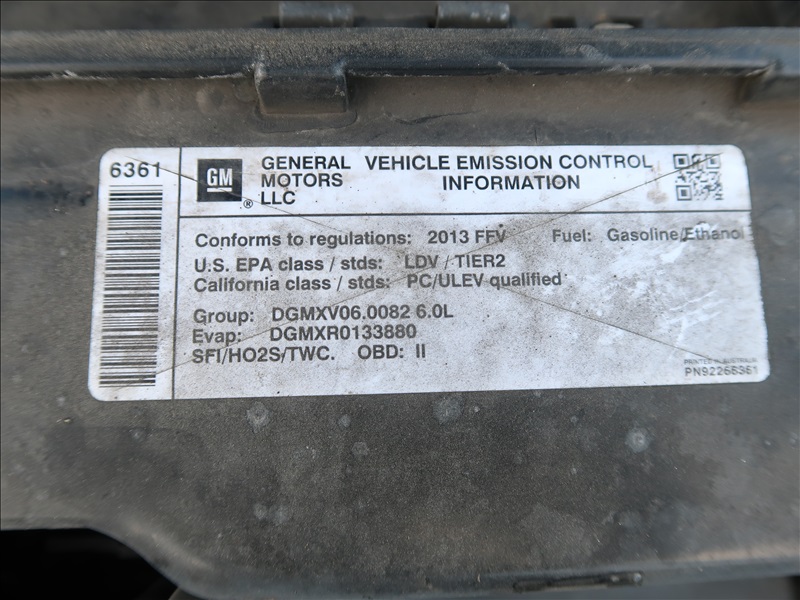 6361
GM ®
GENERAL MOTORS LLC
VEHICLE EMISSION CONTROL INFORMATION
Conforms to regulations: 2013 FFV Fuel: Gasoline/Ethanol
U.S. EPA class / stds: LDV / TIER2
California class / stds: PC/ULEV qualified
Group: DGMXV06.0082 6.0L
Evap: DGMXR0133880
SFI/HO2S/TWC. OBD: II
PRINTED IN AUSTRALIA
PN92266361